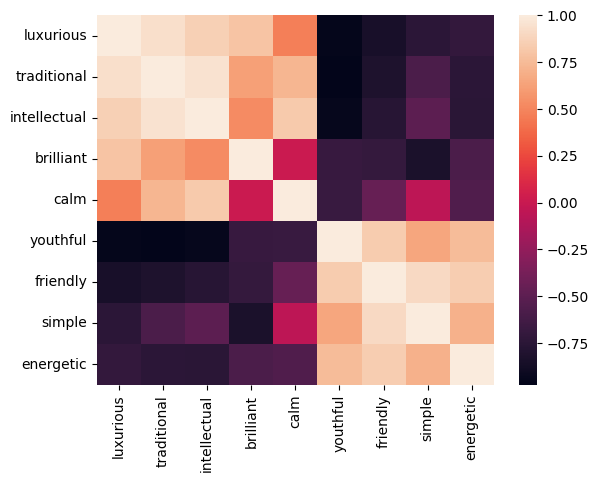 luxurious
traditional
intellectual
brilliant
calm
youthful
friendly
simple
energetic
luxurious
traditional
intellectual
brilliant
calm
youthful
friendly
simple
energetic
1.00
0.75
0.50
0.25
0.00
−0.25
−0.50
−0.75